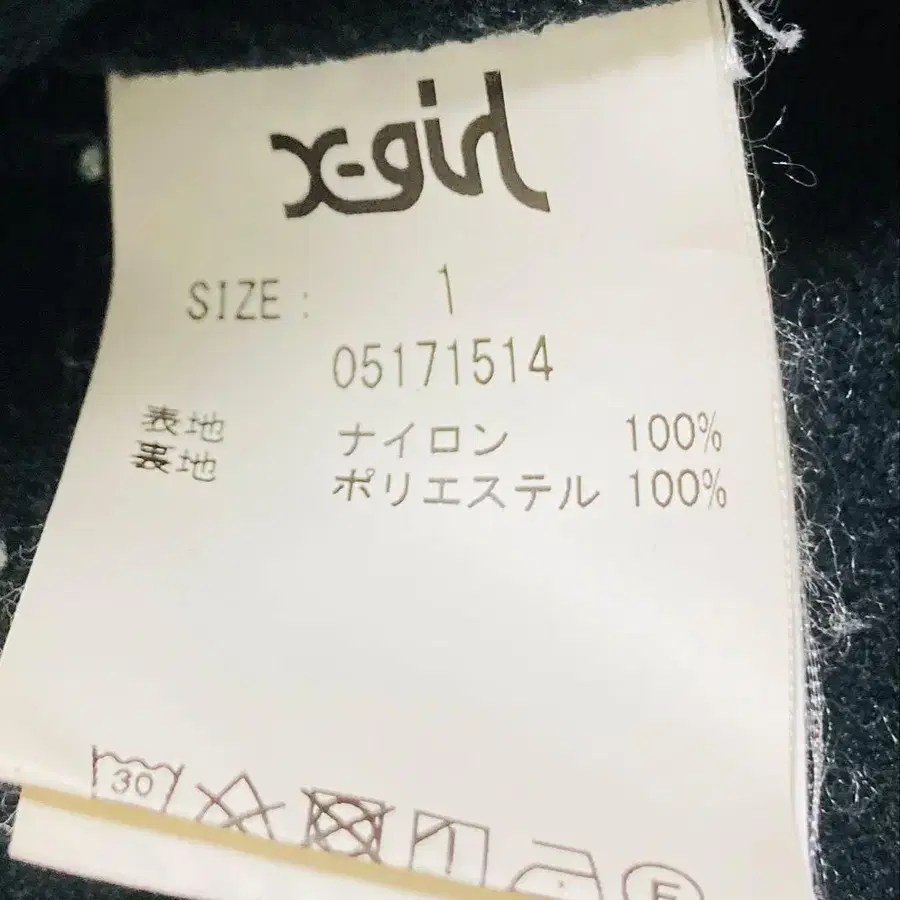 X-girl
SIZE : 1
05171514
表地 ナイロン 100%
裏地 ポリエステル 100%
30
F